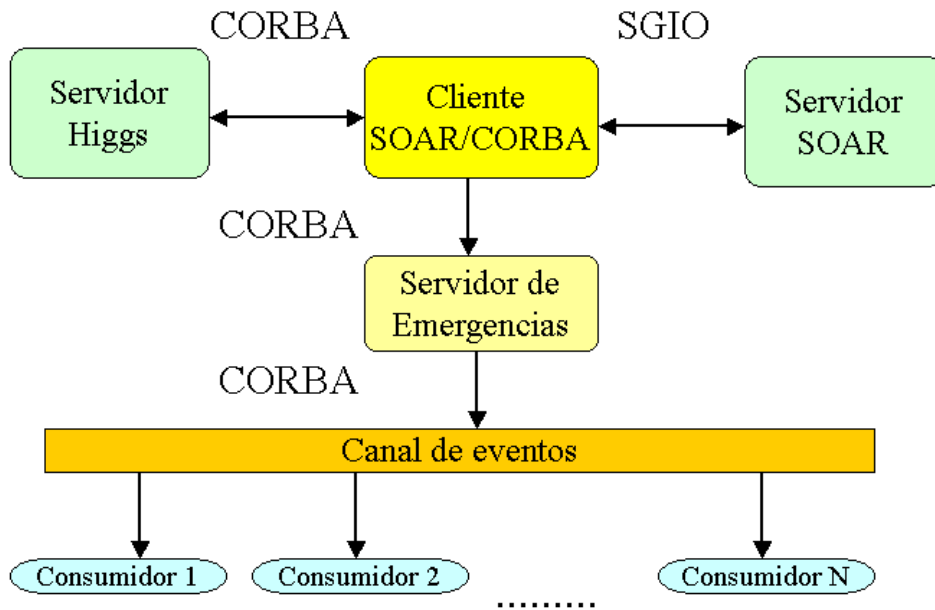 CORBA
SGIO
Servidor
Higgs
Cliente
SOAR/CORBA
Servidor
SOAR
CORBA
Servidor de
Emergencias
CORBA
Canal de eventos
Consumidor 1
Consumidor 2
.........
Consumidor N